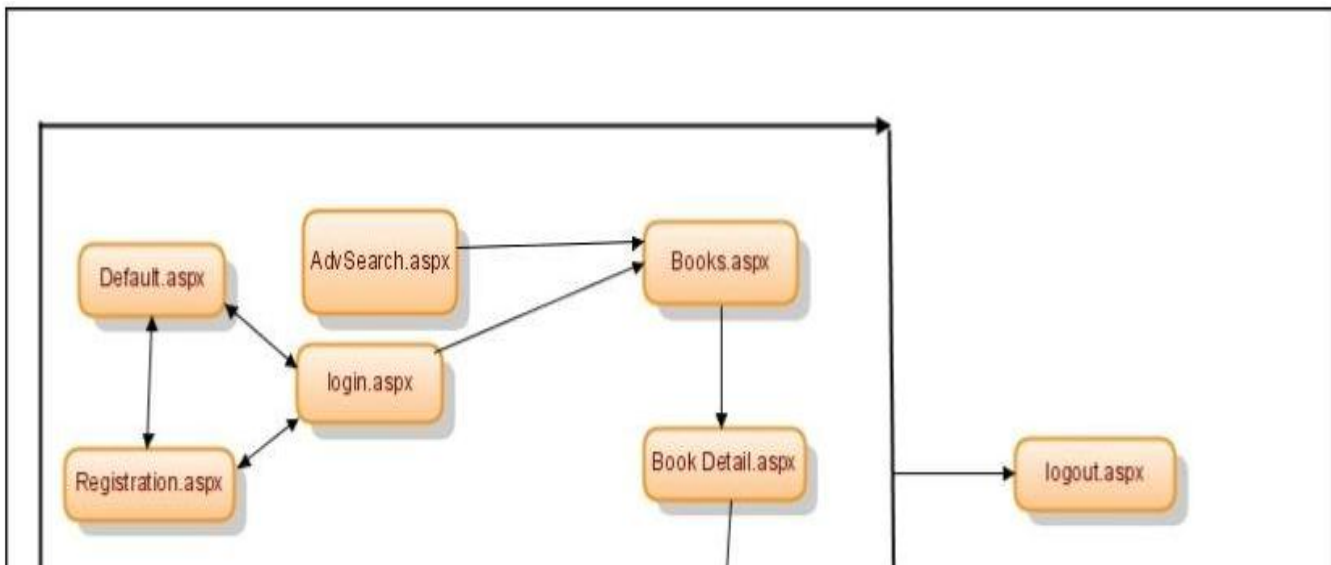 AdvSearch.aspx
Books.aspx
Default.aspx
login.aspx
Book Detail.aspx
Registration.aspx
logout.aspx